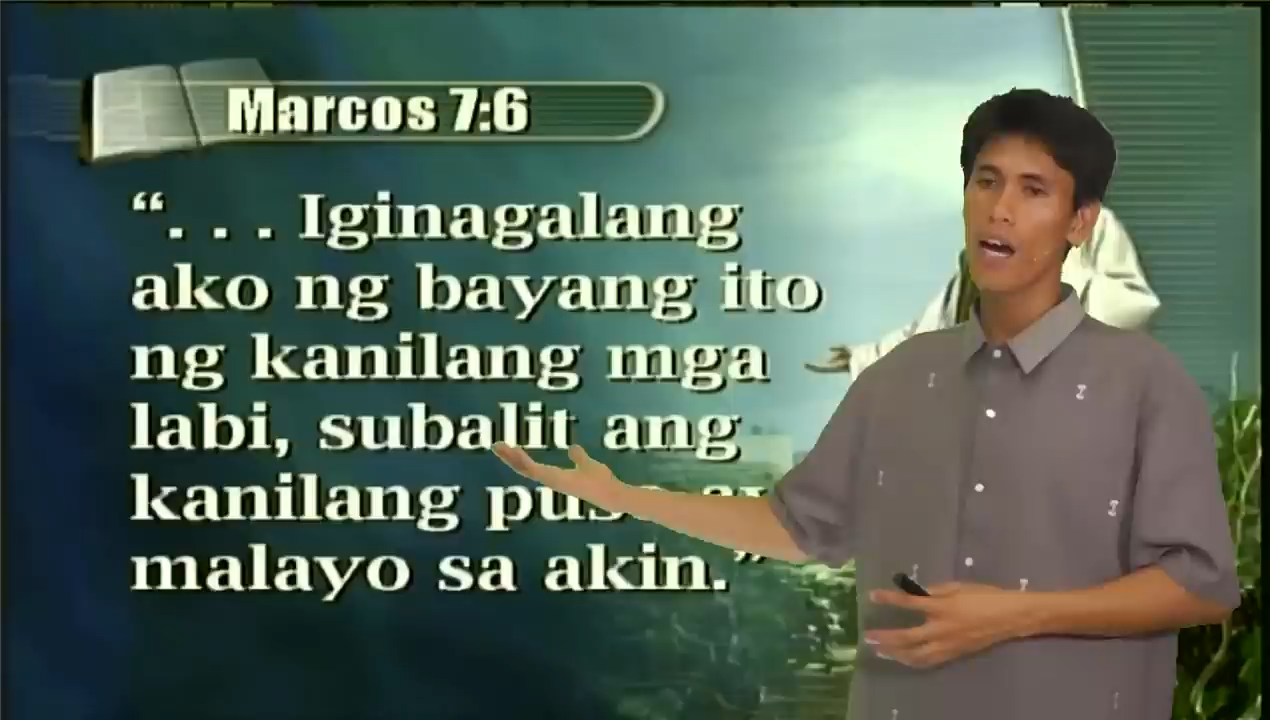 Marcos 7:6
“. . . Iginagalang
ako ng bayang ito
ng kanilang mga
labi, subalit ang
kanilang
malayo sa akin.”